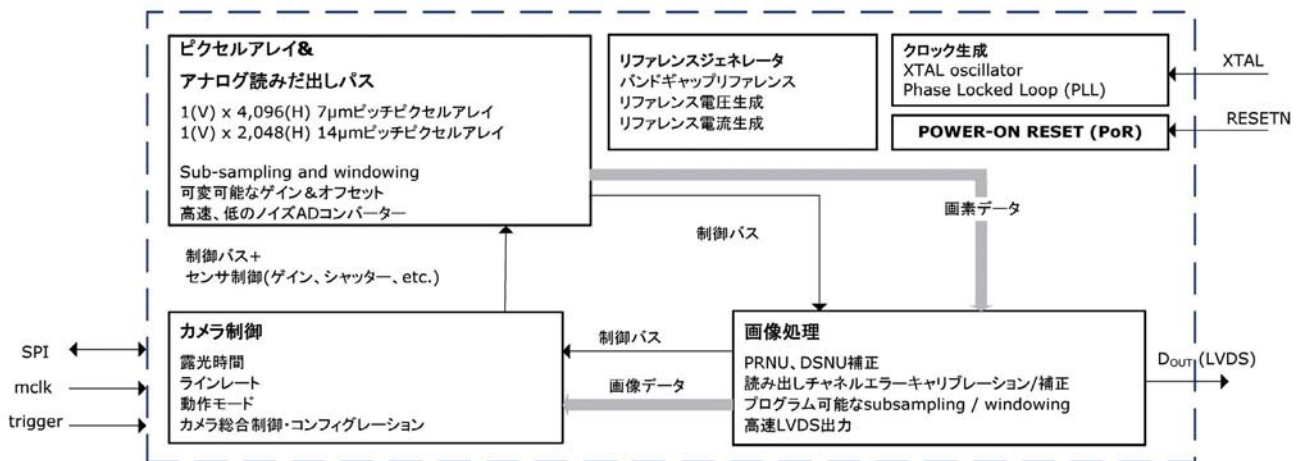 ピクセルアレイ&
アナログ読みだ出しパス
1(V) x 4,096(H) 7μmピッチピクセルアレイ
1(V) x 2,048(H) 14μmピッチピクセルアレイ
Sub-sampling and windowing
可変可能なゲイン&オフセット
高速、低のノイズADコンバーター
リファレンスジェネレータ
バンドギャップリファレンス
リファレンス電圧生成
リファレンス電流生成
クロック生成
XTAL oscillator
Phase Locked Loop (PLL)
XTAL
POWER-ON RESET (PoR)
RESETN
画素データ
制御バス
制御バス+
センサ制御(ゲイン、シャッター、etc.)
カメラ制御
露光時間
ラインレート
動作モード
カメラ総合制御・コンフィグレーション
制御バス
画像データ
画像処理
PRNU、DSNU補正
読み出しチャネルエラーキャリブレーション/補正
プログラム可能なsubsampling / windowing
高速LVDS出力
SPI
mclk
trigger
DOUT (LVDS)